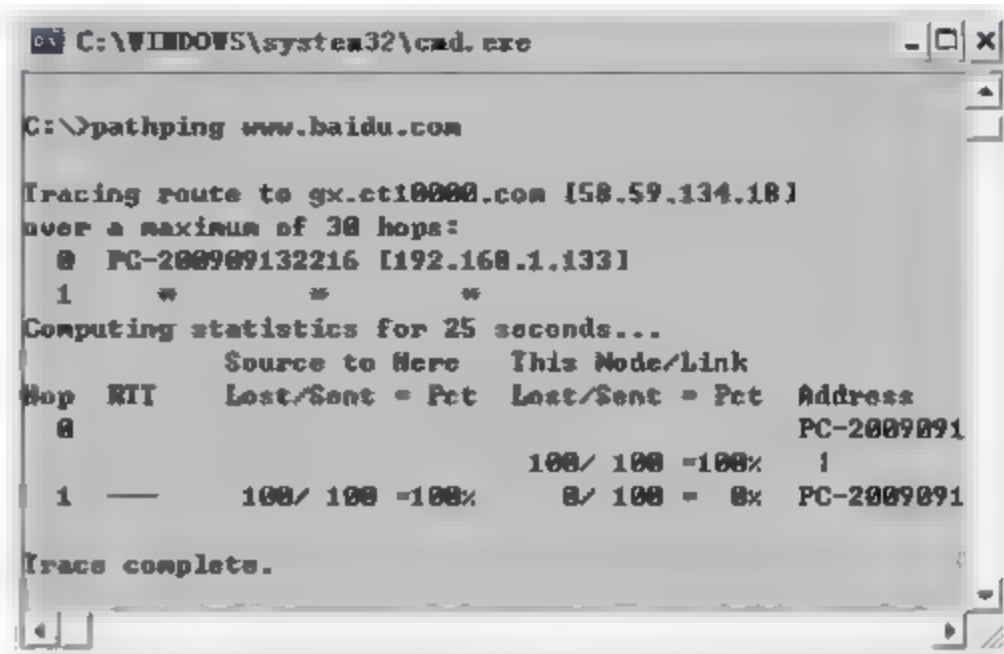 C:\WINDOWS\system32\cmd.exe
C:\>pathping www.baidu.com
Tracing route to gx.ct10000.com [58.59.134.18]
over a maximum of 30 hops:
0 PC-200909132216 [192.168.1.133]
1 * * *
Computing statistics for 25 seconds...
Source to Here This Node/Link
Hop RTT Lost/Sent = Pct Lost/Sent = Pct Address
0 PC-2009091
100/ 100 =100% |
1 --- 100/ 100 =100% 0/ 100 = 0% PC-2009091
Trace complete.